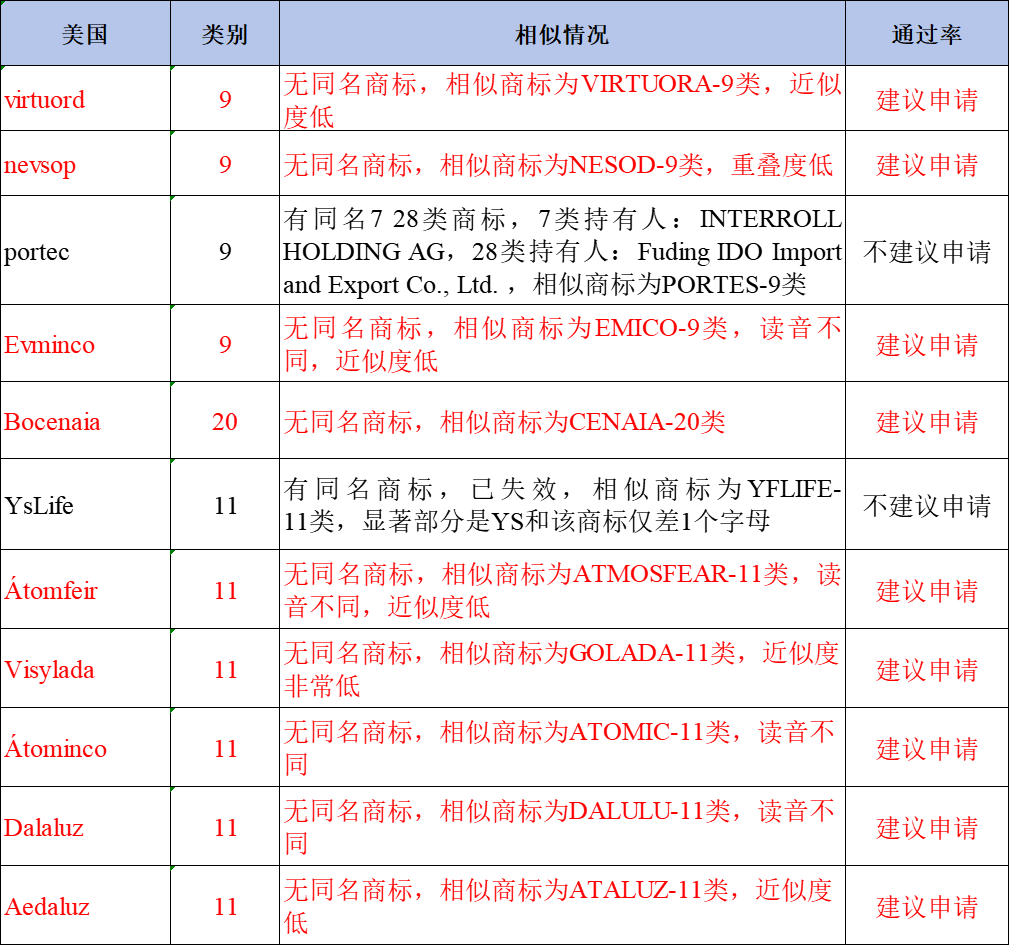 美国 类别 相似情况 通过率
virtuord 9 无同名商标，相似商标为VIRTUORA-9类，近似
度低 建议申请
nevsop 9 无同名商标，相似商标为NESOD-9类，重叠度低 建议申请
portec 9 有同名7 28类商标，7类持有人：INTERROLL
HOLDING AG，28类持有人：Fuding IDO Import
and Export Co., Ltd. ，相似商标为PORTES-9类 不建议申请
Evminco 9 无同名商标，相似商标为EMICO-9类，读音不
同，近似度低 建议申请
Bocenaia 20 无同名商标，相似商标为CENAIA-20类 建议申请
YsLife 11 有同名商标，已失效，相似商标为YFLIFE-
11类，显著部分是YS和该商标仅差1个字母 不建议申请
Átomfeir 11 无同名商标，相似商标为ATMOSFEAR-11类，读
音不同，近似度低 建议申请
Visylada 11 无同名商标，相似商标为GOLADA-11类，近似度
非常低 建议申请
Átominco 11 无同名商标，相似商标为ATOMIC-11类，读音不
同 建议申请
Dalaluz 11 无同名商标，相似商标为DALULU-11类，读音不
同 建议申请
Aedaluz 11 无同名商标，相似商标为ATALUZ-11类，近似度
低 建议申请